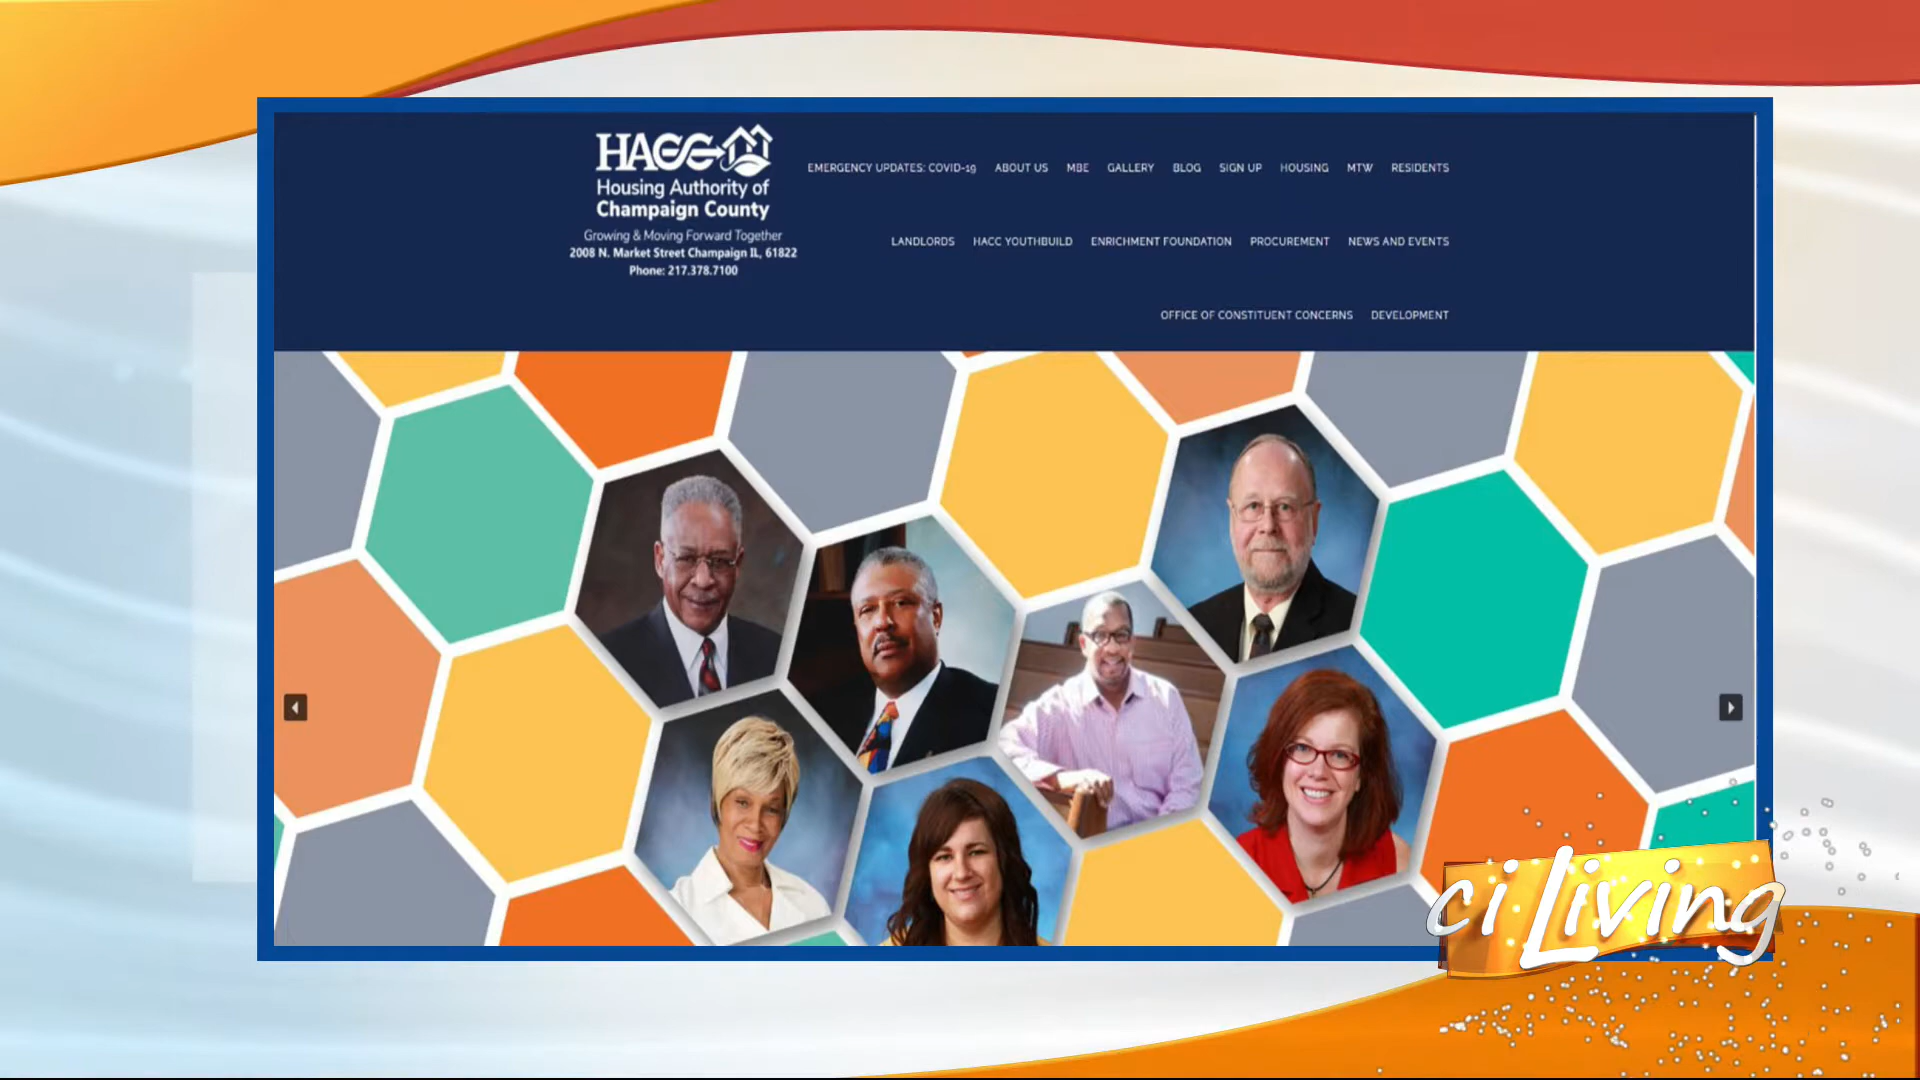 HACC
Housing Authority of
Champaign County
Growing & Moving Forward Together
2008 N. Market Street Champaign IL, 61822
Phone: 217.378.7100
EMERGENCY UPDATES: COVID-19 ABOUT US MBE GALLERY BLOG SIGN UP HOUSING MTW RESIDENTS
LANDLORDS HACC YOUTHBUILD ENRICHMENT FOUNDATION PROCUREMENT NEWS AND EVENTS
OFFICE OF CONSTITUENT CONCERNS DEVELOPMENT
ci Living